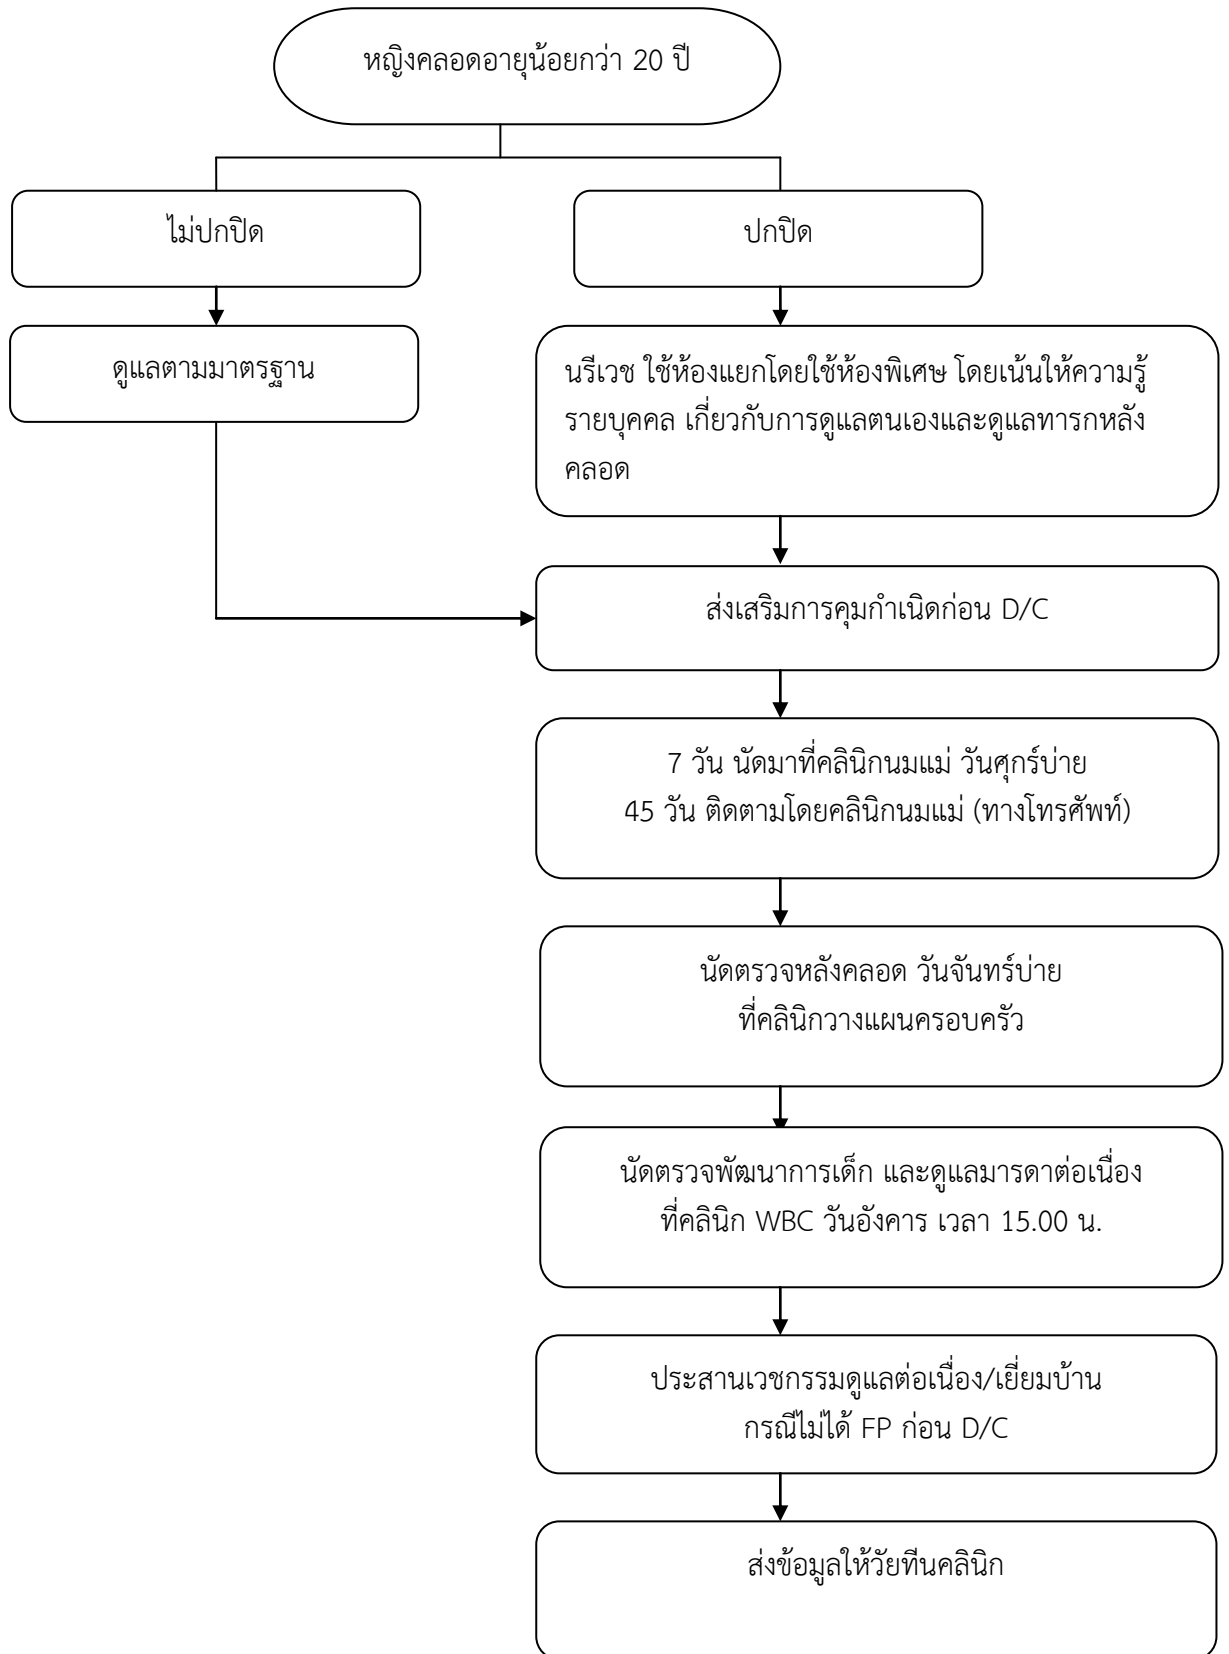 หญิงคลอดอายุน้อยกว่า 20 ปี
ไม่ปกปิด
ปกปิด
ดูแลตามมาตรฐาน
นรีเวช ใช้ห้องแยกโดยใช้ห้องพิเศษ โดยเน้นให้ความรู้
รายบุคคล เกี่ยวกับการดูแลตนเองและดูแลทารกหลัง
คลอด
ส่งเสริมการคุมกำเนิดก่อน D/C
7 วัน นัดมาที่คลินิกนมแม่ วันศุกร์บ่าย
45 วัน ติดตามโดยคลินิกนมแม่ (ทางโทรศัพท์)
นัดตรวจหลังคลอด วันจันทร์บ่าย
ที่คลินิกวางแผนครอบครัว
นัดตรวจพัฒนาการเด็ก และดูแลมารดาต่อเนื่อง
ที่คลินิก WBC วันอังคาร เวลา 15.00 น.
ประสานเวชกรรมดูแลต่อเนื่อง/เยี่ยมบ้าน
กรณีไม่ได้ FP ก่อน D/C
ส่งข้อมูลให้วัยทีนคลินิก